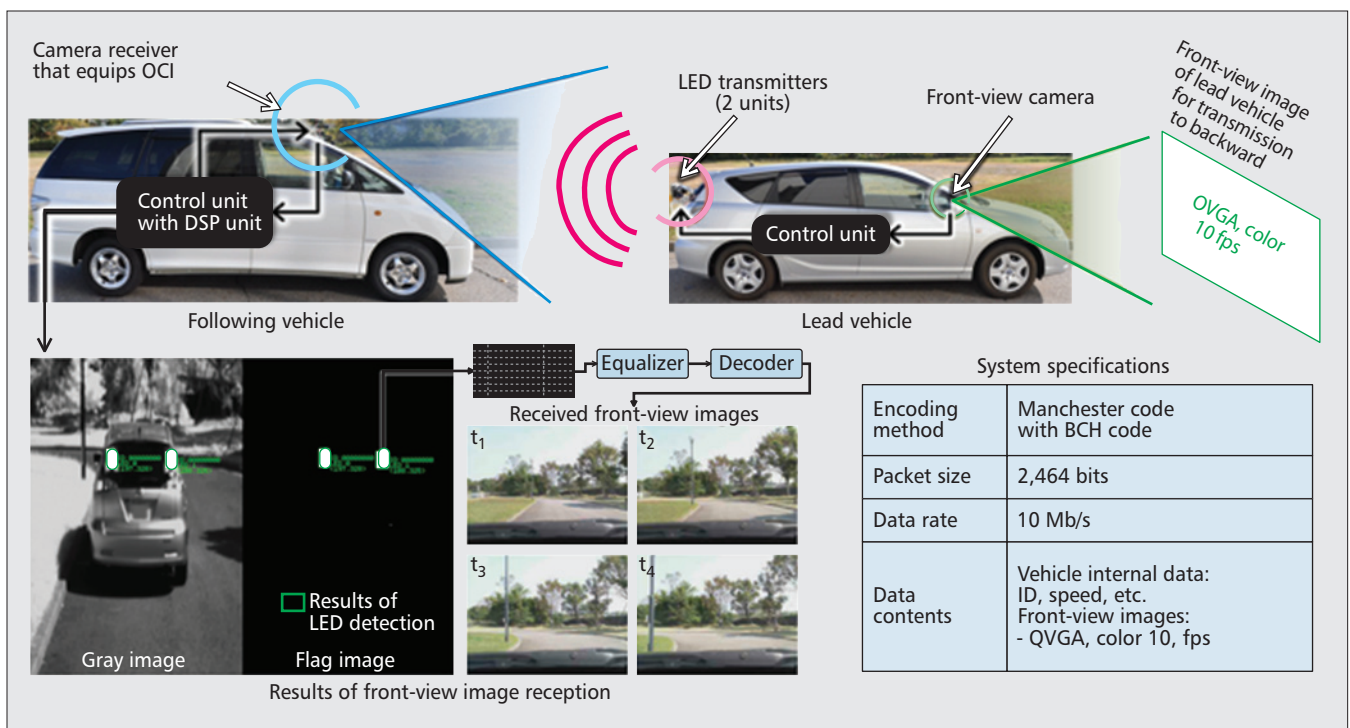 Camera receiver
that equips OCI
LED transmitters
(2 units)
Front-view camera
Front-view image
of lead vehicle
for transmission
to backward
OVGA, color
10 fps
Control unit
with DSP unit
Control unit
Following vehicle
Lead vehicle
Equalizer
Decoder
Received front-view images
t1
t2
t3
t4
Results of
LED detection
Gray image
Flag image
Results of front-view image reception
System specifications
Encoding
method
Manchester code
with BCH code
Packet size
2,464 bits
Data rate
10 Mb/s
Data
contents
Vehicle internal data:
ID, speed, etc.
Front-view images:
- QVGA, color 10, fps